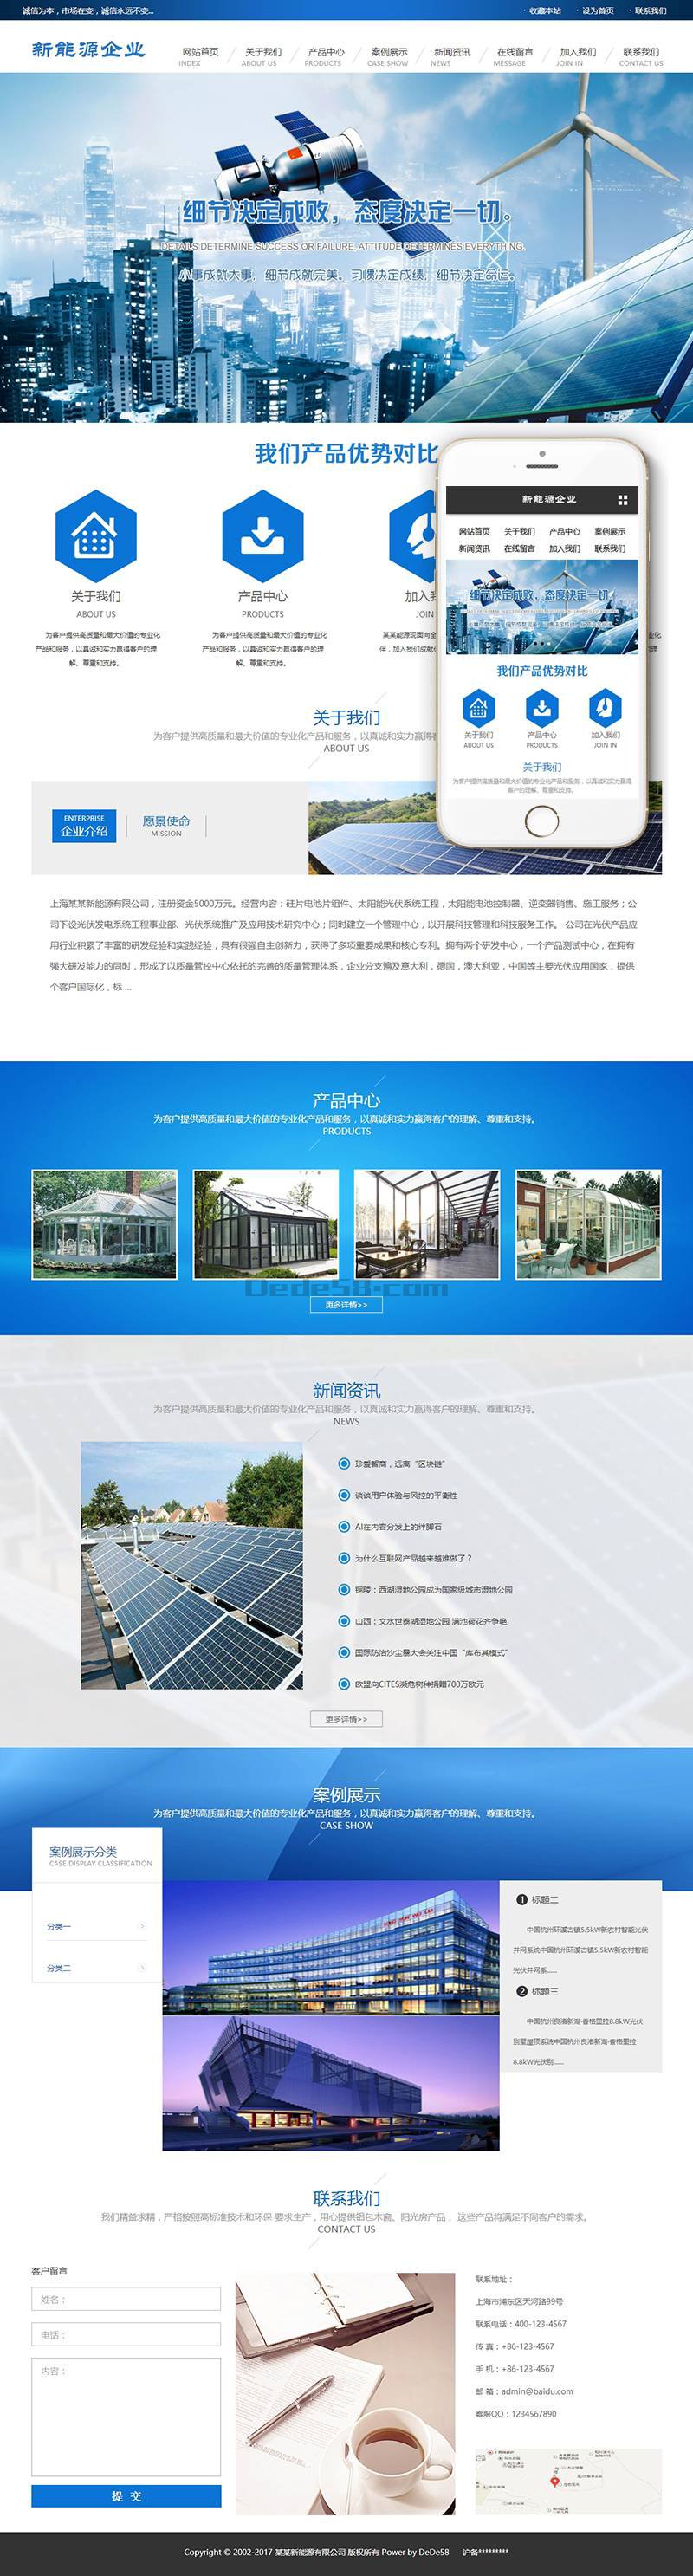 诚信为本，市场在变，诚信永远不变...
· 收藏本站 · 设为首页 · 联系我们
新能源企业
网站首页 关于我们 产品中心 案例展示 新闻资讯 在线留言 加入我们 联系我们
INDEX ABOUT US PRODUCTS CASE SHOW NEWS MESSAGE JOIN IN CONTACT US
细节决定成败，态度决定一切。
DETAILS DETERMINE SUCCESS OR FAILURE, ATTITUDE DETERMINES EVERYTHING.
小事成就大事，细节成就完美。习惯决定成绩，细节决定命运。
我们产品优势对比
关于我们
ABOUT US
为客户提供高质量和最大价值的专业化
产品和服务，以真诚和实力赢得客户的理
解、尊重和支持。
产品中心
PRODUCTS
为客户提供高质量和最大价值的专业化
产品和服务，以真诚和实力赢得客户的理
解、尊重和支持。
加入我
JOIN
某某能源现面向全
伴，加入我们成就
业化
的理
新能源企业
网站首页 关于我们 产品中心 案例展示
新闻资讯 在线留言 加入我们 联系我们
细节决定成败，态度决定一切。
我们产品优势对比
关于我们 产品中心 加入我们
ABOUT US PRODUCTS JOIN IN
关于我们
为客户提供高质量和最大价值的专业化产品和服务，以真诚和实力赢得
客户的理解、尊重和支持。
关于我们
为客户提供高质量和最大价值的专业化产品和服务，以真诚和实力赢得客
ABOUT US
ENTERPRISE
企业介绍
愿景使命
MISSION
上海某某新能源有限公司，注册资金5000万元。经营内容：硅片电池片组件、太阳能光伏系统工程，太阳能电池控制器、逆变器销售、施工服务；公
司下设光伏发电系统工程事业部、光伏系统推广及应用技术研究中心；同时建立一个管理中心，以开展科技管理和科技服务工作。 公司在光伏产品应
用行业积累了丰富的研发经验和实践经验，具有很强自主创新力，获得了多项重要成果和核心专利。拥有两个研发中心，一个产品测试中心，在拥有
强大研发能力的同时，形成了以质量管控中心依托的完善的质量管理体系，企业分支遍及意大利，德国，澳大利亚，中国等主要光伏应用国家，提供
个客户国际化，标 ...
产品中心
为客户提供高质量和最大价值的专业化产品和服务，以真诚和实力赢得客户的理解、尊重和支持。
PRODUCTS
Dede58.com
更多详情>>
新闻资讯
为客户提供高质量和最大价值的专业化产品和服务，以真诚和实力赢得客户的理解、尊重和支持。
NEWS
珍爱智商，远离“区块链”
谈谈用户体验与风控的平衡性
AI在内容分发上的绊脚石
为什么互联网产品越来越难做了？
铜陵：西湖湿地公园成为国家级城市湿地公园
山西：文水世泰湖湿地公园 满池荷花齐争艳
国际防治沙尘暴大会关注中国“库布其模式”
欧盟向CITES濒危树种捐赠700万欧元
更多详情>>
案例展示
为客户提供高质量和最大价值的专业化产品和服务，以真诚和实力赢得客户的理解、尊重和支持。
CASE SHOW
案例展示分类
CASE DISPLAY CLASSIFICATION
分类一 >
分类二 >
1 标题二
中国杭州环溪古镇5.5kW新农村智能光伏
并网系统中国杭州环溪古镇5.5kW新农村智能
光伏并网系......
2 标题三
中国杭州良渚新湾·香格里拉8.8kW光伏
别墅屋顶系统中国杭州良渚新湾·香格里拉
8.8kW光伏别......
联系我们
我们精益求精，严格按照高标准技术和环保 要求生产，用心提供铝包木窗、阳光房产品， 这些产品将满足不同客户的需求。
CONTACT US
客户留言
姓名：
电话：
内容：
提 交
联系地址：
上海市浦东区天河路99号
联系电话：400-123-4567
传 真：+86-123-4567
手 机：+86-123-4567
邮 箱：admin@baidu.com
客服QQ：1234567890
Copyright © 2002-2017 某某新能源有限公司 版权所有 Power by DeDe58 沪备*********